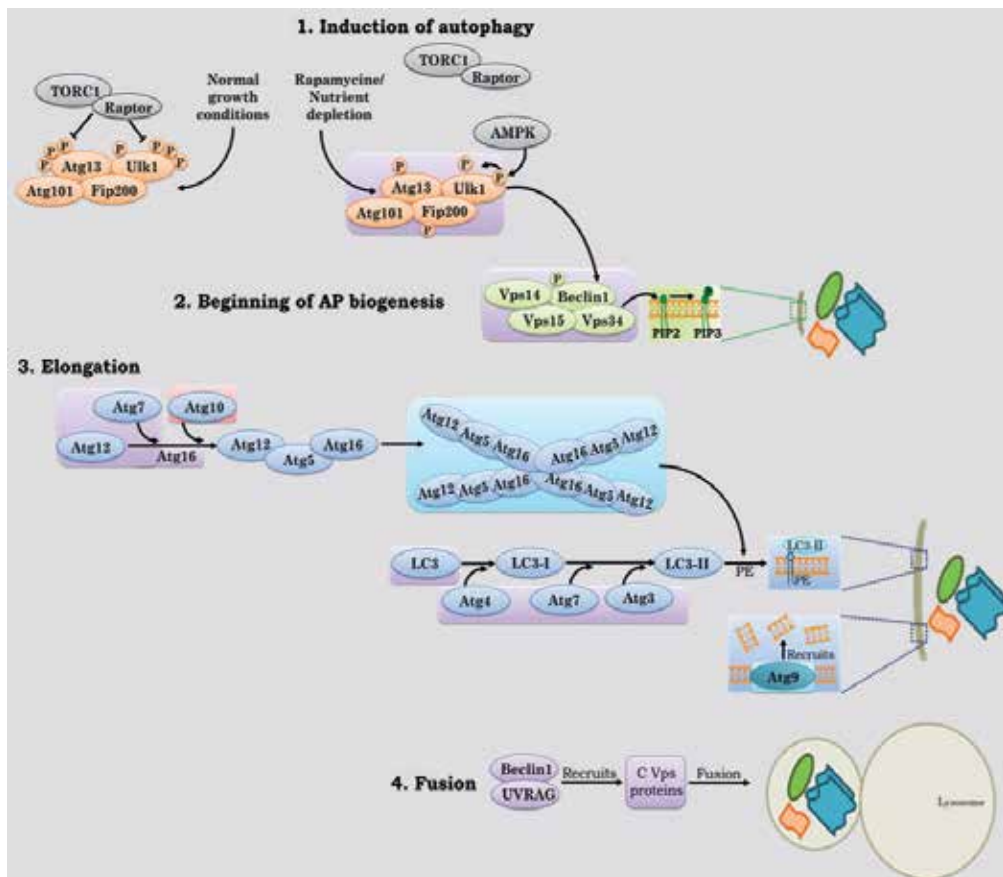 1. Induction of autophagy
TORC1
Raptor
P P
Atg13
P
P P P
Ulk1
Atg101
Fip200
Normal
growth
conditions
Rapamycine/
Nutrient
depletion
TORC1
Raptor
AMPK
P
Atg13
P
Ulk1
P
Atg101
Fip200
P
2. Beginning of AP biogenesis
P
Vps14
Beclin1
Vps15
Vps34
PIP2
PIP3
3. Elongation
Atg7
Atg10
Atg12
Atg16
Atg12
Atg5
Atg16
Atg12
Atg5
Atg16
Atg16
Atg5
Atg12
Atg12
Atg5
Atg16
Atg16
Atg5
Atg12
LC3
LC3-I
LC3-II
PE
Atg4
Atg7
Atg3
LC3-II
PE
Recruits
Atg9
4. Fusion
Beclin1
UVRAG
Recruits
C Vps
proteins
Fusion
Lysosome